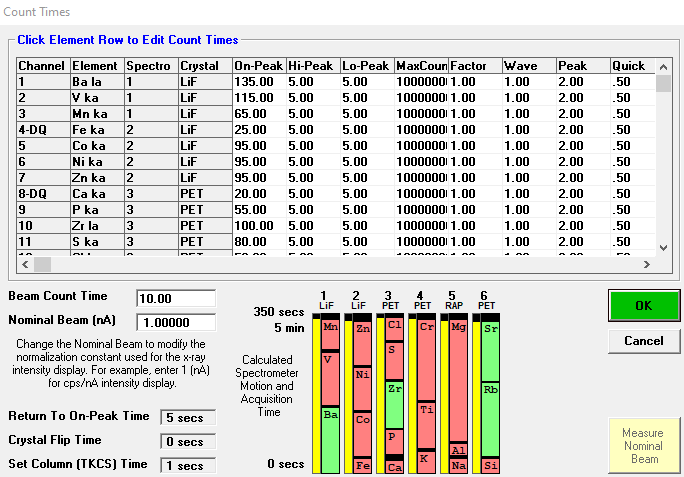 Count Times
Click Element Row to Edit Count Times
Channel Element Spectro Crystal On-Peak Hi-Peak Lo-Peak MaxCoun Factor Wave Peak Quick
1 Ba la 1 LiF 135.00 5.00 5.00 10000000 1.00 1.00 2.00 .50
2 V ka 1 LiF 115.00 5.00 5.00 10000000 1.00 1.00 2.00 .50
3 Mn ka 1 LiF 65.00 5.00 5.00 10000000 1.00 1.00 2.00 .50
4-DQ Fe ka 2 LiF 25.00 5.00 5.00 10000000 1.00 1.00 2.00 .50
5 Co ka 2 LiF 95.00 5.00 5.00 10000000 1.00 1.00 2.00 .50
6 Ni ka 2 LiF 95.00 5.00 5.00 10000000 1.00 1.00 2.00 .50
7 Zn ka 2 LiF 95.00 5.00 5.00 10000000 1.00 1.00 2.00 .50
8-DQ Ca ka 3 PET 20.00 5.00 5.00 10000000 1.00 1.00 2.00 .50
9 P ka 3 PET 55.00 5.00 5.00 10000000 1.00 1.00 2.00 .50
10 Zr la 3 PET 100.00 5.00 5.00 10000000 1.00 1.00 2.00 .50
11 S ka 3 PET 80.00 5.00 5.00 10000000 1.00 1.00 2.00 .50
Beam Count Time 10.00
Nominal Beam (nA) 1.00000
Change the Nominal Beam to modify the
normalization constant used for the x-ray
intensity display. For example, enter 1 (nA)
for cps/nA intensity display.
Return To On-Peak Time 5 secs
Crystal Flip Time 0 secs
Set Column (TKCS) Time 1 secs
350 secs
5 min
Calculated
Spectrometer
Motion and
Acquisition
Time
0 secs
1 2 3 4 5 6
LiF LiF PET PET RAP PET
Mn Zn Cl Cr Mg Sr
V S
Ni Zr Rb
Ba Co Ti
P
K Al
Fe Ca Na Si
OK
Cancel
Measure
Nominal
Beam